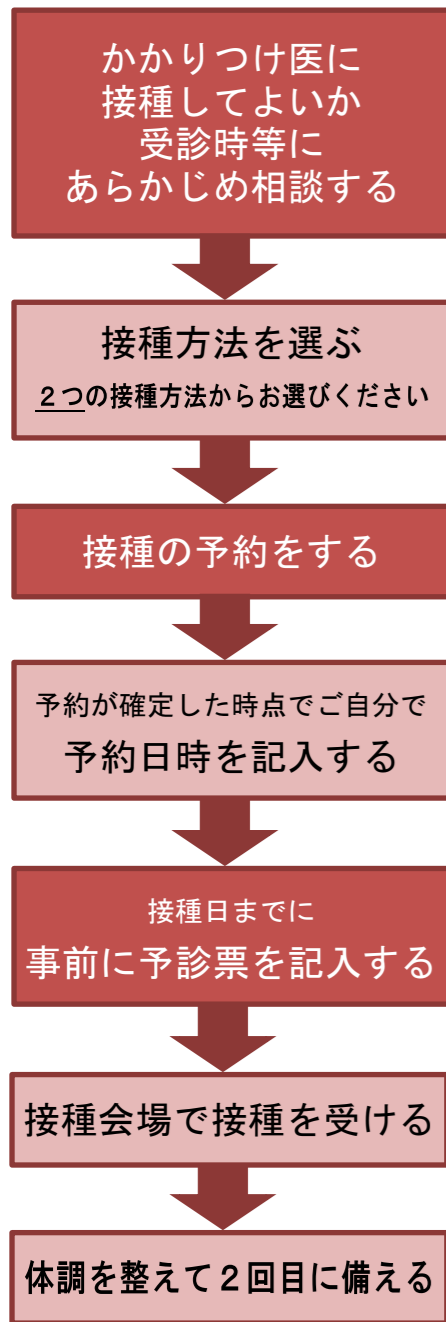 かかりつけ医に
接種してよいか
受診時等に
あらかじめ相談する
接種方法を選ぶ
２つの接種方法からお選びください
接種の予約をする
予約が確定した時点でご自分で
予約日時を記入する
接種日までに
事前に予診票を記入する
接種会場で接種を受ける
体調を整えて２回目に備える